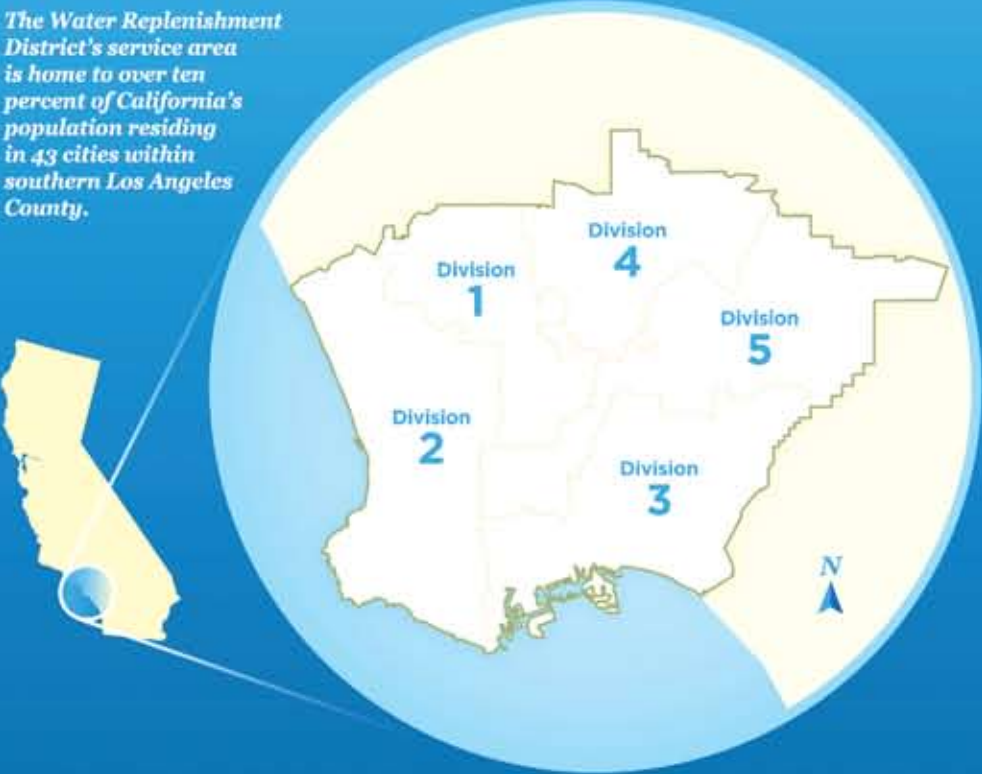 The Water Replenishment
District's service area
is home to over ten
percent of California's
population residing
in 43 cities within
southern Los Angeles
County.
Division
4
Division
1
Division
5
Division
2
Division
3
N